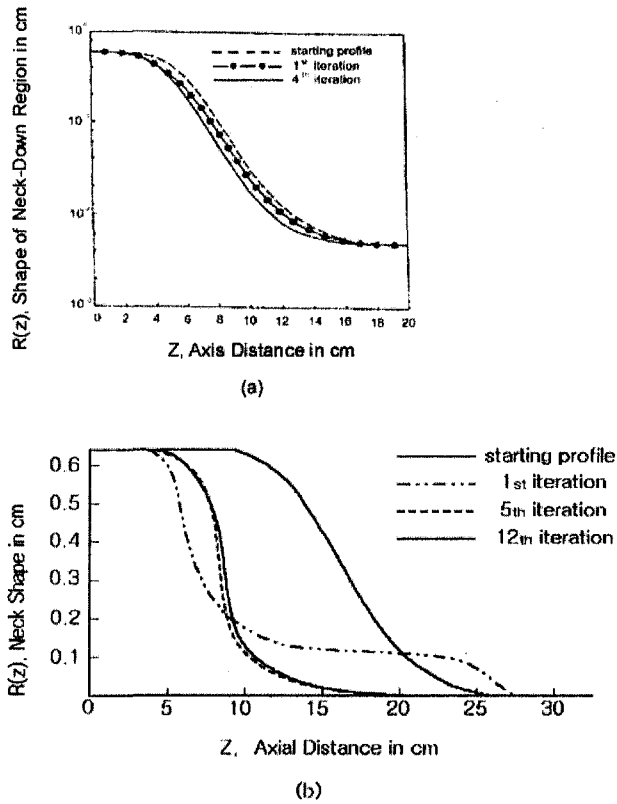 R(z), Shape of Neck-Down Region in cm
starting profile
1st iteration
4th iteration
0 2 4 6 8 10 12 14 16 18 20
Z, Axis Distance in cm
(a)
R(z), Neck Shape in cm
0.6
0.5
0.4
0.3
0.2
0.1
starting profile
1st iteration
5th iteration
12th iteration
0 5 10 15 20 25 30
Z, Axial Distance in cm
(b)